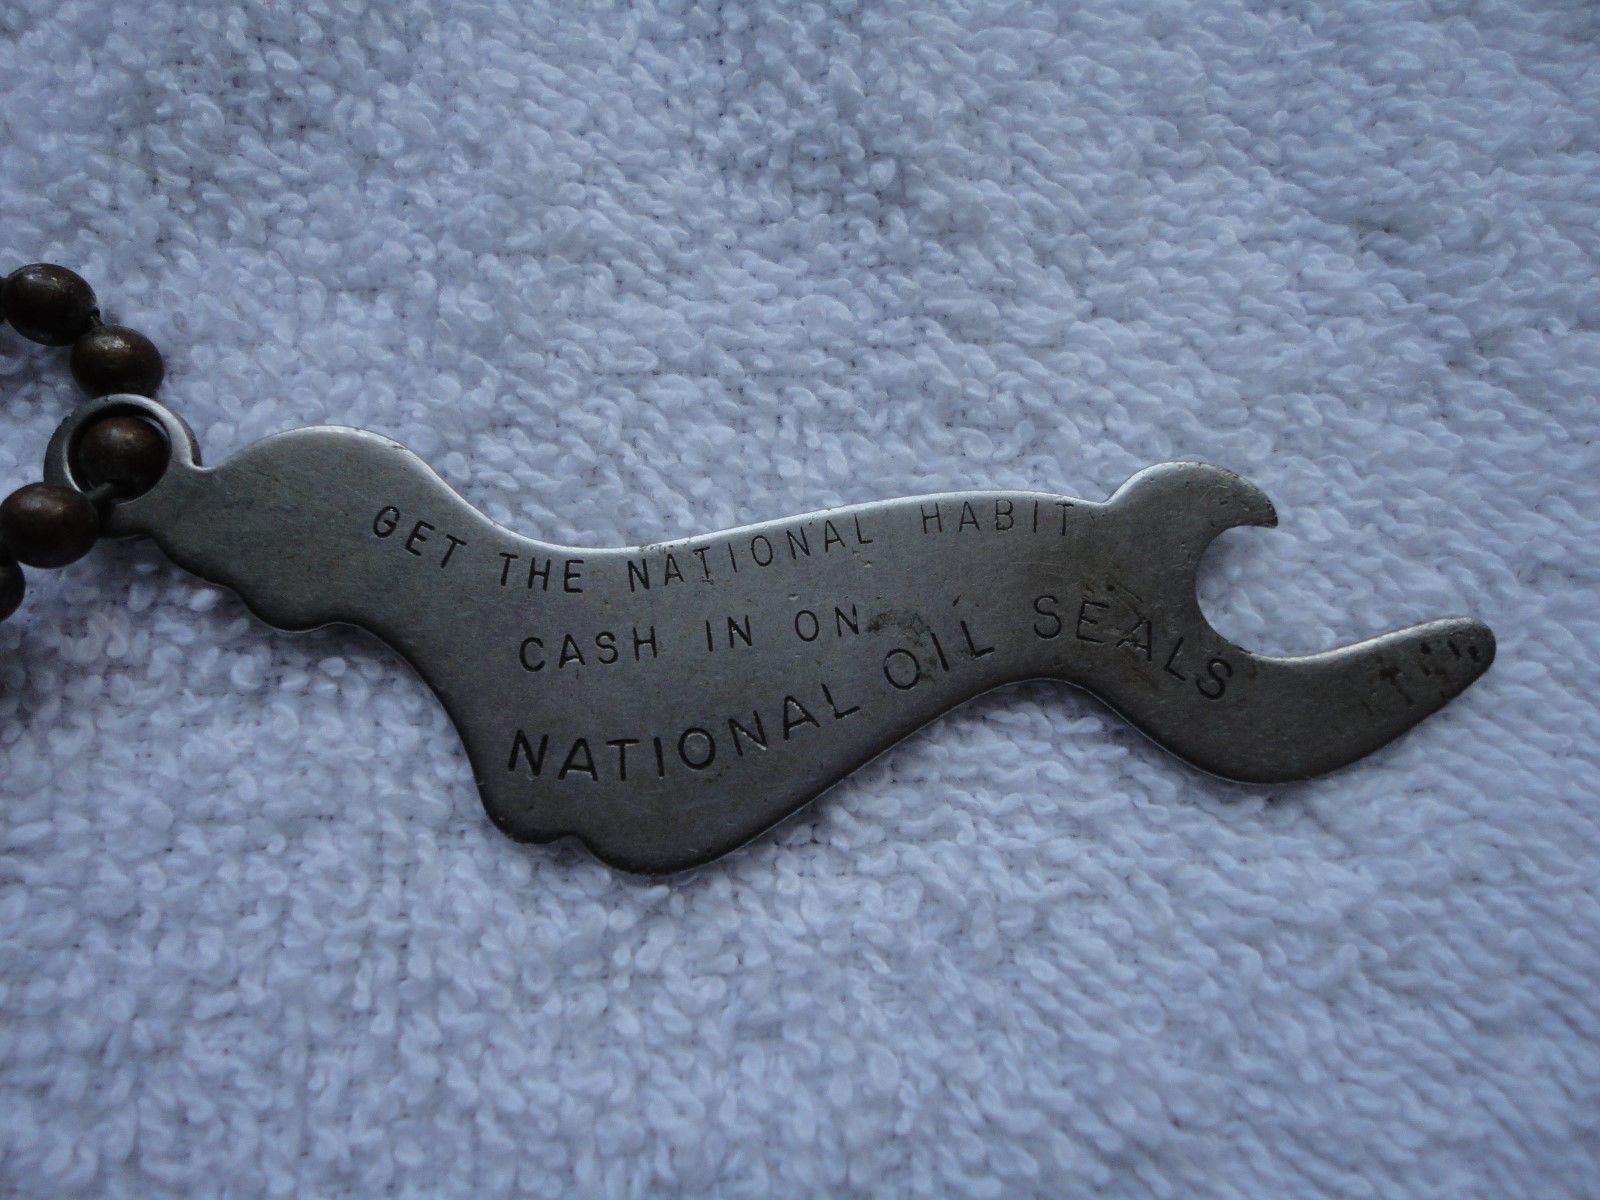 GET THE NATIONAL HABIT
CASH IN ON
NATIONAL OIL SEALS